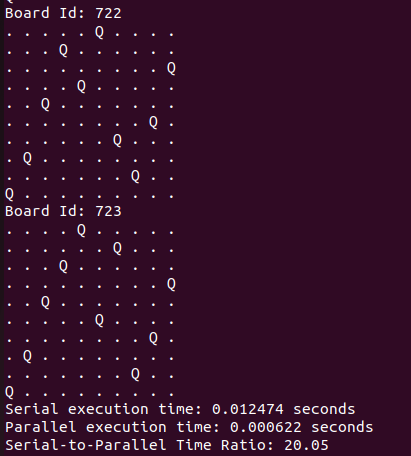 Board Id: 722
. . . . . Q . . . .
. . . Q . . . . . .
. . . . . . . . . Q
. . . . Q . . . . .
. . Q . . . . . . .
. . . . . . . . Q .
. . . . . . Q . . .
. Q . . . . . . . .
. . . . . . . Q . .
Q . . . . . . . . .
Board Id: 723
. . . . Q . . . . .
. . . . . . Q . . .
. . . Q . . . . . .
. . . . . . . . . Q
. . Q . . . . . . .
. . . . . Q . . . .
. . . . . . . . Q .
. Q . . . . . . . .
. . . . . . . Q . .
Q . . . . . . . . .
Serial execution time: 0.012474 seconds
Parallel execution time: 0.000622 seconds
Serial-to-Parallel Time Ratio: 20.05